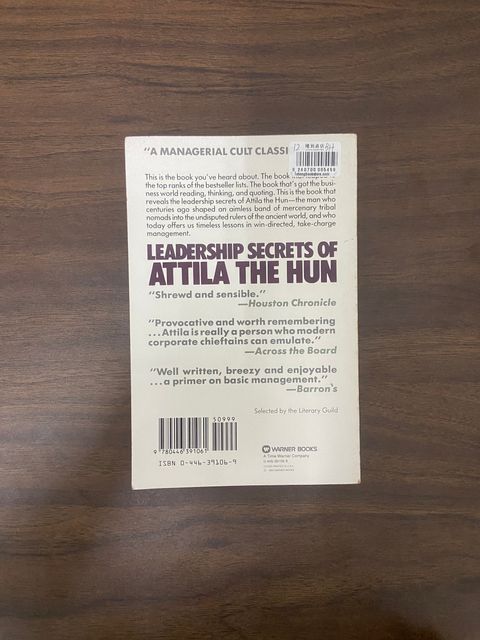 "A MANAGERIAL CULT CLASSI
This is the book you've heard about. The book
the top ranks of the bestseller lists. The book that's got the busi-
ness world reading, thinking, and quoting. This is the book that
reveals the leadership secrets of Attila the Hun—the man who
centuries ago shaped an aimless band of mercenary tribal
nomads into the undisputed rulers of the ancient world, and who
today offers us timeless lessons in win-directed, take-charge
management.
LEADERSHIP SECRETS OF
ATTILA THE HUN
"Shrewd and sensible."
—Houston Chronicle
"Provocative and worth remembering
...Attila is really a person who modern
corporate chieftains can emulate."
—Across the Board
"Well written, breezy and enjoyable
...a primer on basic management."
—Barron's
Selected by the Literary Guild
50999
9 780446 391061
ISBN 0-446-39106-9
WARNER BOOKS
A Time Warner Company